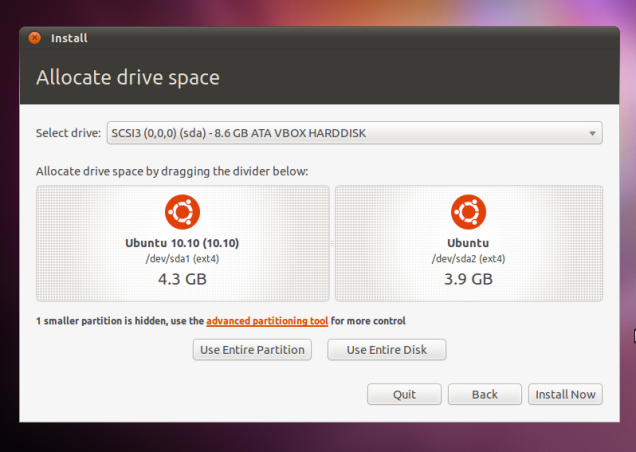 Install
Allocate drive space
Select drive: SCSI3 (0,0,0) (sda) - 8.6 GB ATA VBOX HARDDISK
Allocate drive space by dragging the divider below:
Ubuntu 10.10 (10.10)
/dev/sda1 (ext4)
4.3 GB
Ubuntu
/dev/sda2 (ext4)
3.9 GB
1 smaller partition is hidden, use the advanced partitioning tool for more control
Use Entire Partition
Use Entire Disk
Quit
Back
Install Now